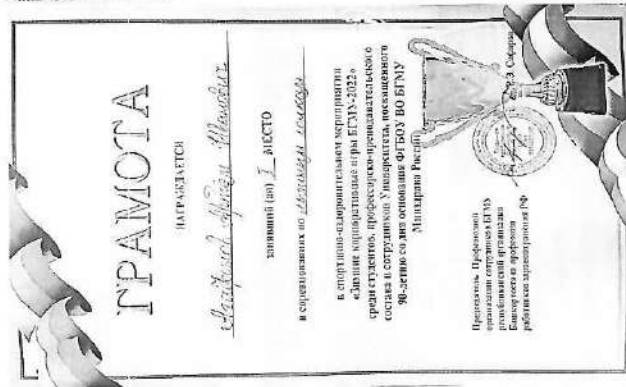 ГРАМОТА
НАГРАЖДАЕТСЯ
занявший (ая) I МЕСТО
в соревнованиях по лыжным гонкам
в спортивно-оздоровительном мероприятии
«Зимние корпоративные игры БГМУ-2022»
среди студентов, профессорско-преподавательского
состава и сотрудников Университета, посвященного
90-летию со дня основания ФГБОУ ВО БГМУ
Минздрава России
Председатель Профсоюзной
организации сотрудников БГМУ
республиканской организации
Башкортостана профсоюза
работников здравоохранения РФ